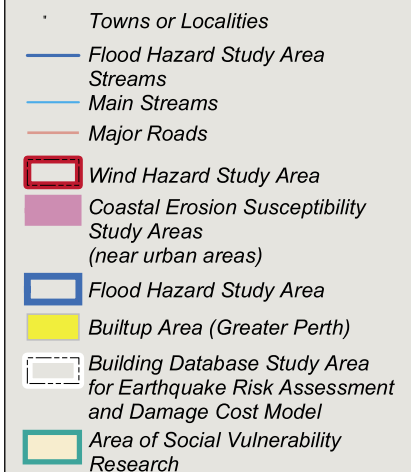 Towns or Localities
Flood Hazard Study Area
Streams
Main Streams
Major Roads
Wind Hazard Study Area
Coastal Erosion Susceptibility
Study Areas
(near urban areas)
Flood Hazard Study Area
Builtup Area (Greater Perth)
Building Database Study Area
for Earthquake Risk Assessment
and Damage Cost Model
Area of Social Vulnerability
Research